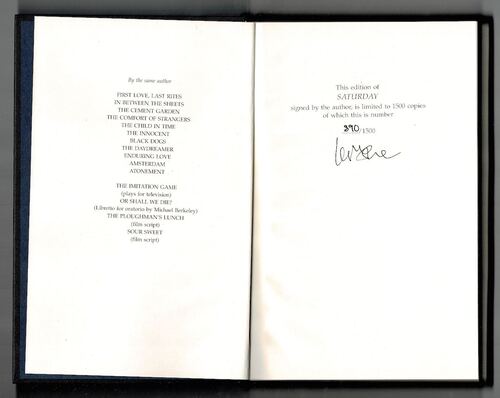 By the same author
FIRST LOVE, LAST RITES
IN BETWEEN THE SHEETS
THE CEMENT GARDEN
THE COMFORT OF STRANGERS
THE CHILD IN TIME
THE INNOCENT
BLACK DOGS
THE DAYDREAMER
ENDURING LOVE
AMSTERDAM
ATONEMENT
THE IMITATION GAME
(plays for television)
OR SHALL WE DIE?
(Libretto for oratorio by Michael Berkeley)
THE PLOUGHMAN'S LUNCH
(film script)
SOUR SWEET
(film script)
This edition of
SATURDAY
signed by the author, is limited to 1500 copies
of which this is number
390/1500